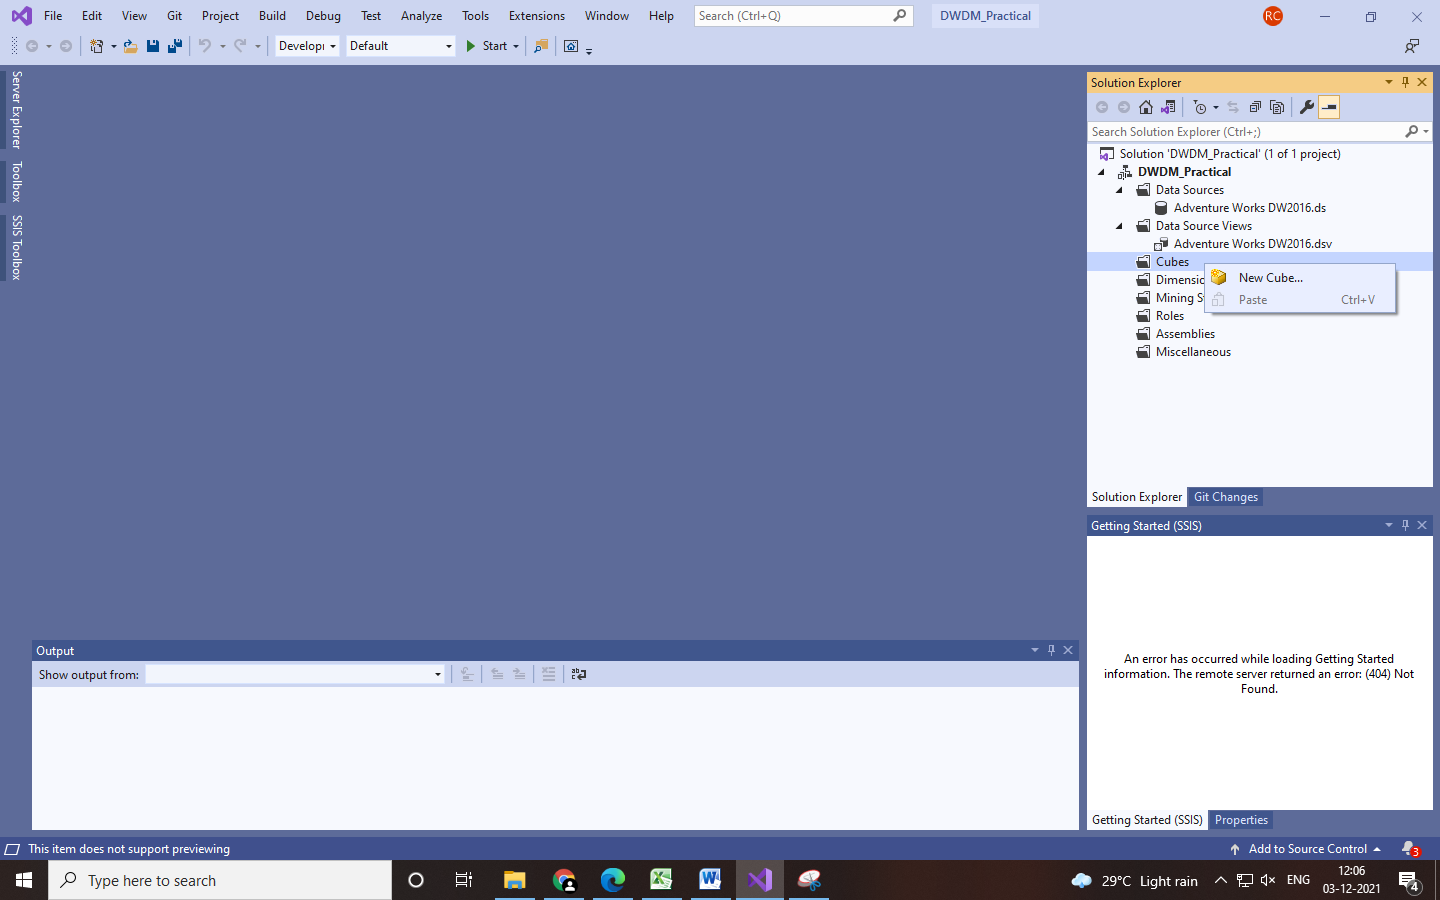 File Edit View Git Project Build Debug Test Analyze Tools Extensions Window Help Search (Ctrl+Q) DWDM_Practical RC
Default Start
Server Explorer
Toolbox
SSIS Toolbox
Solution Explorer
Search Solution Explorer (Ctrl+;)
Solution 'DWDM_Practical' (1 of 1 project)
DWDM_Practical
Data Sources
Adventure Works DW2016.ds
Data Source Views
Adventure Works DW2016.dsv
Cubes
New Cube...
Paste Ctrl+V
Mining
Roles
Assemblies
Miscellaneous
Solution Explorer Git Changes
Getting Started (SSIS)
An error has occurred while loading Getting Started
information. The remote server returned an error: (404) Not
Found.
Getting Started (SSIS) Properties
Output
Show output from:
This item does not support previewing
Add to Source Control 3
Type here to search
29°C Light rain ENG 12:06
03-12-2021 4